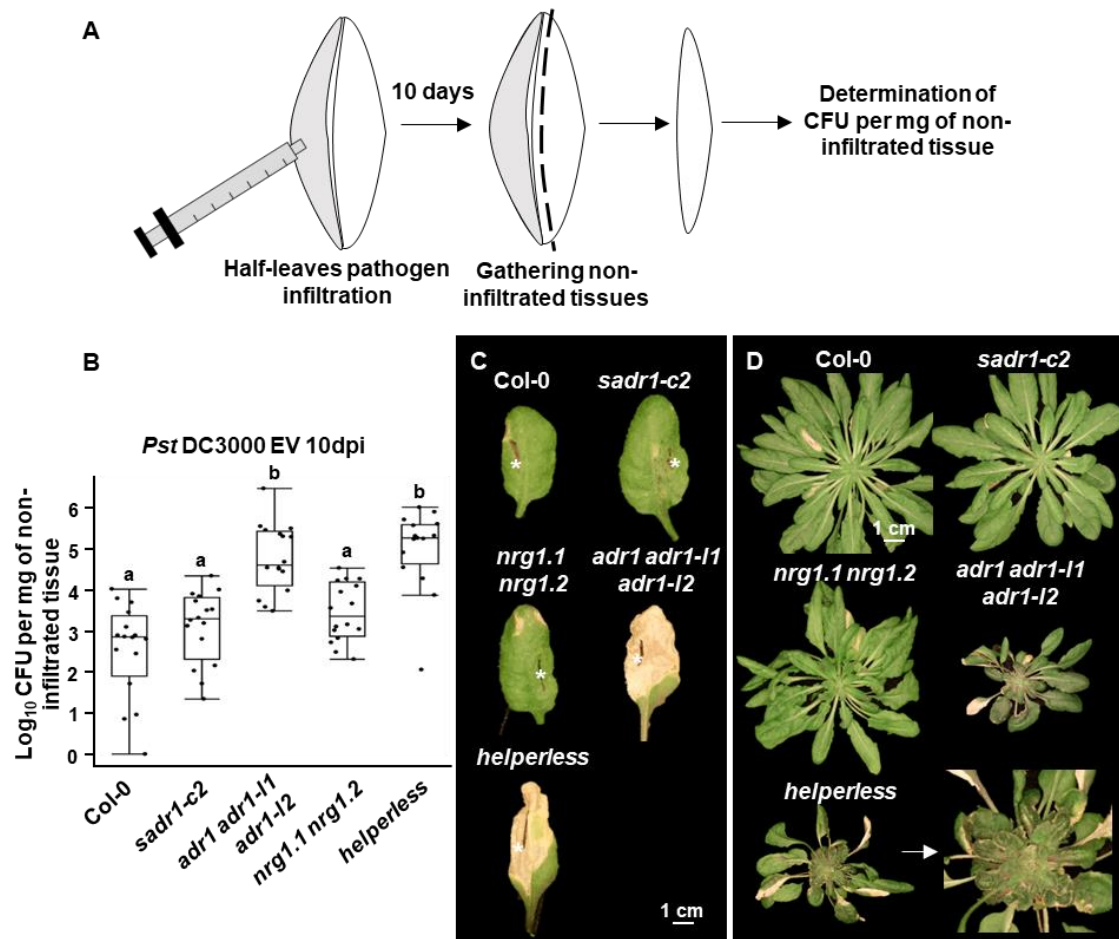 A
10 days
Determination of
CFU per mg of non-
infiltrated tissue
Half-leaves pathogen
infiltration
Gathering non-
infiltrated tissues
B
Pst DC3000 EV 10dpi
Log10 CFU per mg of non-
infiltrated tissue
6
5
4
3
2
1
0
a
a
b
a
b
Col-0
sadr1-c2
adr1 adr1-l1
adr1-l2
nrg1.1 nrg1.2
helperless
C
Col-0
sadr1-c2
*
*
nrg1.1
nrg1.2
adr1 adr1-l1
adr1-l2
*
*
helperless
*
1 cm
D
Col-0
sadr1-c2
1 cm
nrg1.1 nrg1.2
adr1 adr1-l1
adr1-l2
helperless